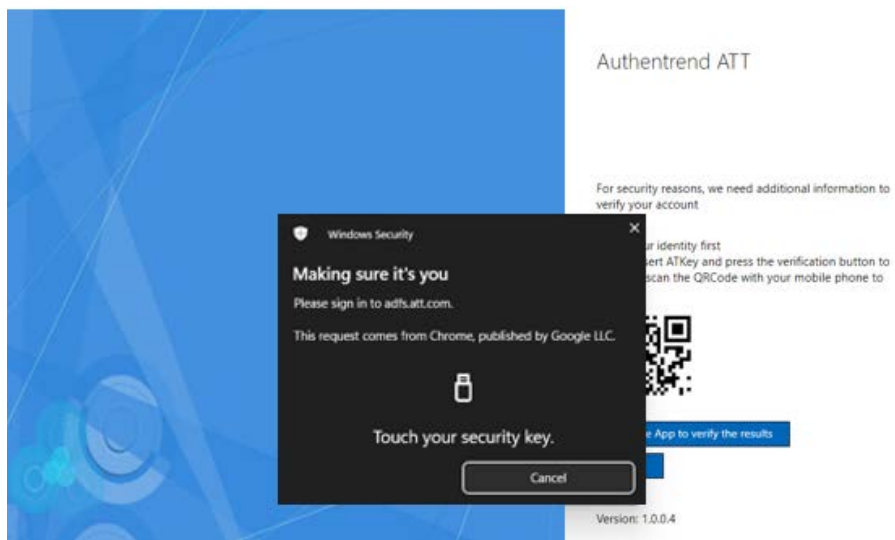 Authentrend ATT
For security reasons, we need additional information to
verify your account
Windows Security
Making sure it's you
Please sign in to adfs.att.com.
This request comes from Chrome, published by Google LLC.
Touch your security key.
Cancel
identity first
ATKey and press the verification button to
scan the QRCode with your mobile phone to
App to verify the results
Version: 1.0.0.4